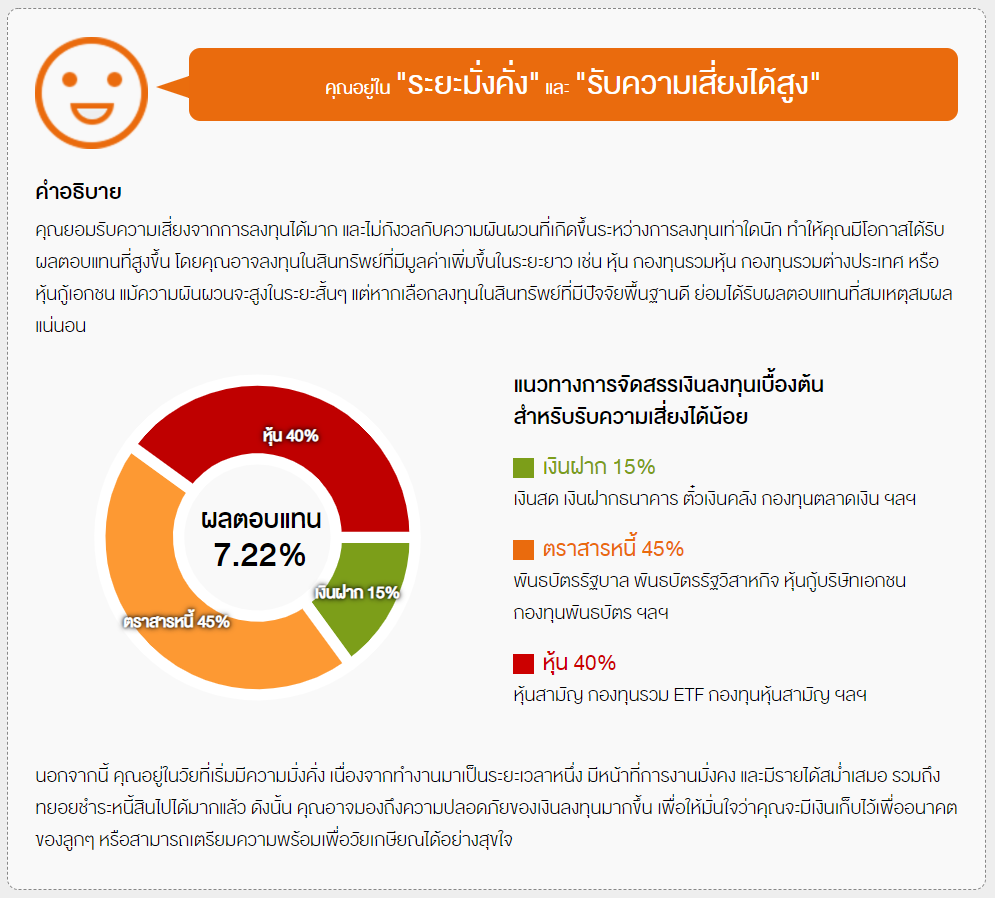 คุณอยู่ใน "ระยะมั่งคั่ง" และ "รับความเสี่ยงได้สูง"
คำอธิบาย
คุณยอมรับความเสี่ยงจากการลงทุนได้มาก และไม่กังวลกับความผันผวนที่เกิดขึ้นระหว่างการลงทุนเท่าใดนัก ทำให้คุณมีโอกาสได้รับ
ผลตอบแทนที่สูงขึ้น โดยคุณอาจลงทุนในสินทรัพย์ที่มีมูลค่าเพิ่มขึ้นในระยะยาว เช่น หุ้น กองทุนรวมหุ้น กองทุนรวมต่างประเทศ หรือ
หุ้นกู้เอกชน แม้ความผันผวนจะสูงในระยะสั้นๆ แต่หากเลือกลงทุนในสินทรัพย์ที่มีปัจจัยพื้นฐานดี ย่อมได้รับผลตอบแทนที่สมเหตุสมผล
แน่นอน
หุ้น 40%
ผลตอบแทน
7.22%
เงินฝาก 15%
ตราสารหนี้ 45%
แนวทางการจัดสรรเงินลงทุนเบื้องต้น
สำหรับรับความเสี่ยงได้น้อย
เงินฝาก 15%
เงินสด เงินฝากธนาคาร ตั๋วเงินคลัง กองทุนตลาดเงิน ฯลฯ
ตราสารหนี้ 45%
พันธบัตรรัฐบาล พันธบัตรรัฐวิสาหกิจ หุ้นกู้บริษัทเอกชน
กองทุนพันธบัตร ฯลฯ
หุ้น 40%
หุ้นสามัญ กองทุนรวม ETF กองทุนหุ้นสามัญ ฯลฯ
นอกจากนี้ คุณอยู่ในวัยที่เริ่มมีความมั่งคั่ง เนื่องจากทำงานมาเป็นระยะเวลาหนึ่ง มีหน้าที่การงานมั่งคง และมีรายได้สม่ำเสมอ รวมถึง
ทยอยชำระหนี้สินไปได้มากแล้ว ดังนั้น คุณอาจมองถึงความปลอดภัยของเงินลงทุนมากขึ้น เพื่อให้มั่นใจว่าคุณจะมีเงินเก็บไว้เพื่ออนาคต
ของลูกๆ หรือสามารถเตรียมความพร้อมเพื่อวัยเกษียณได้อย่างสุขใจ